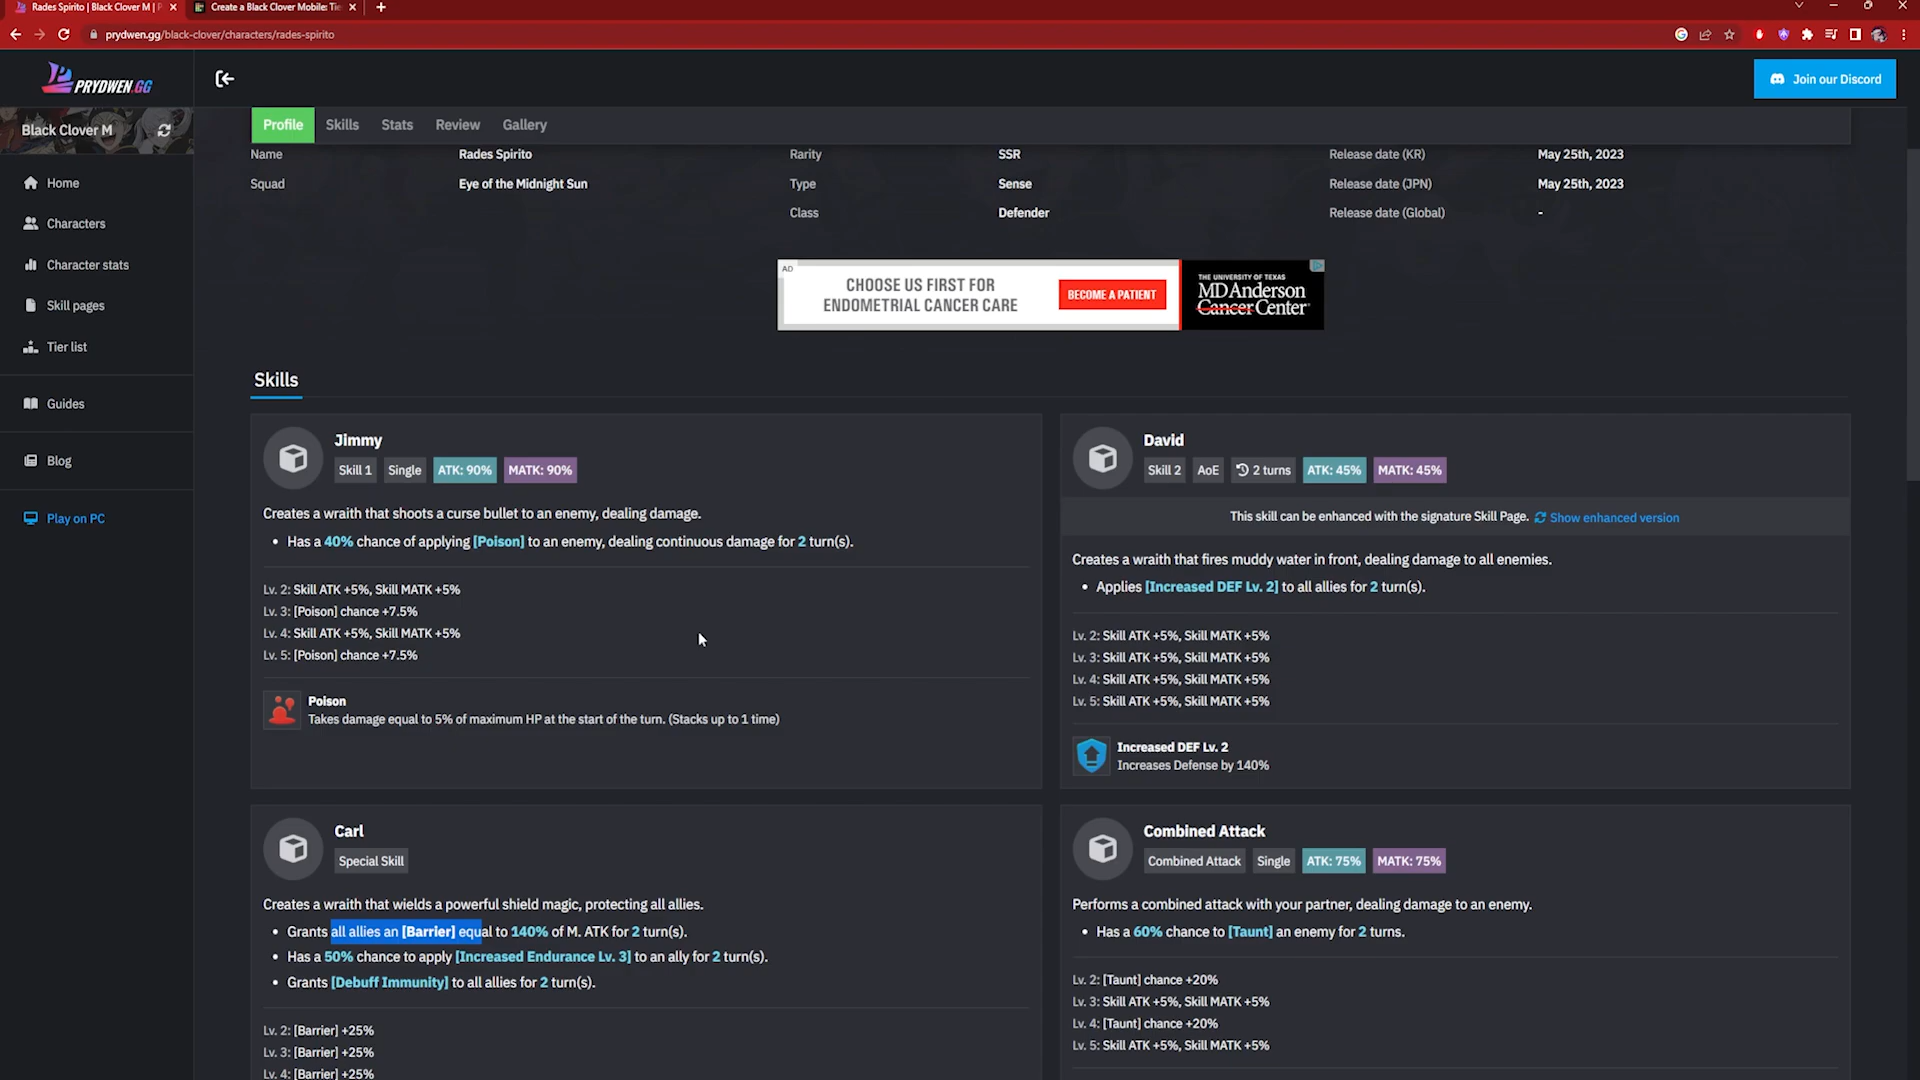 Rades Spirito | Black Clover M | P
Create a Black Clover Mobile: Tie
prydwen.gg/black-clover/characters/rades-spirito
PRYDWEN.GG
Join our Discord
Black Clover M
Home
Characters
Character stats
Skill pages
Tier list
Guides
Blog
Play on PC
Profile Skills Stats Review Gallery
Name Rades Spirito Rarity SSR Release date (KR) May 25th, 2023
Squad Eye of the Midnight Sun Type Sense Release date (JPN) May 25th, 2023
Class Defender Release date (Global) -
AD
CHOOSE US FIRST FOR
ENDOMETRIAL CANCER CARE
BECOME A PATIENT
THE UNIVERSITY OF TEXAS
MD Anderson
Cancer Center
Skills
Jimmy
Skill 1 Single ATK: 90% MATK: 90%
Creates a wraith that shoots a curse bullet to an enemy, dealing damage.
• Has a 40% chance of applying [Poison] to an enemy, dealing continuous damage for 2 turn(s).
Lv. 2: Skill ATK +5%, Skill MATK +5%
Lv. 3: [Poison] chance +7.5%
Lv. 4: Skill ATK +5%, Skill MATK +5%
Lv. 5: [Poison] chance +7.5%
Poison
Takes damage equal to 5% of maximum HP at the start of the turn. (Stacks up to 1 time)
David
Skill 2 AoE 2 turns ATK: 45% MATK: 45%
This skill can be enhanced with the signature Skill Page. Show enhanced version
Creates a wraith that fires muddy water in front, dealing damage to all enemies.
• Applies [Increased DEF Lv. 2] to all allies for 2 turn(s).
Lv. 2: Skill ATK +5%, Skill MATK +5%
Lv. 3: Skill ATK +5%, Skill MATK +5%
Lv. 4: Skill ATK +5%, Skill MATK +5%
Lv. 5: Skill ATK +5%, Skill MATK +5%
Increased DEF Lv. 2
Increases Defense by 140%
Carl
Special Skill
Creates a wraith that wields a powerful shield magic, protecting all allies.
• Grants all allies an [Barrier] equal to 140% of M. ATK for 2 turn(s).
• Has a 50% chance to apply [Increased Endurance Lv. 3] to an ally for 2 turn(s).
• Grants [Debuff Immunity] to all allies for 2 turn(s).
Lv. 2: [Barrier] +25%
Lv. 3: [Barrier] +25%
Lv. 4: [Barrier] +25%
Combined Attack
Combined Attack Single ATK: 75% MATK: 75%
Performs a combined attack with your partner, dealing damage to an enemy.
• Has a 60% chance to [Taunt] an enemy for 2 turns.
Lv. 2: [Taunt] chance +20%
Lv. 3: Skill ATK +5%, Skill MATK +5%
Lv. 4: [Taunt] chance +20%
Lv. 5: Skill ATK +5%, Skill MATK +5%